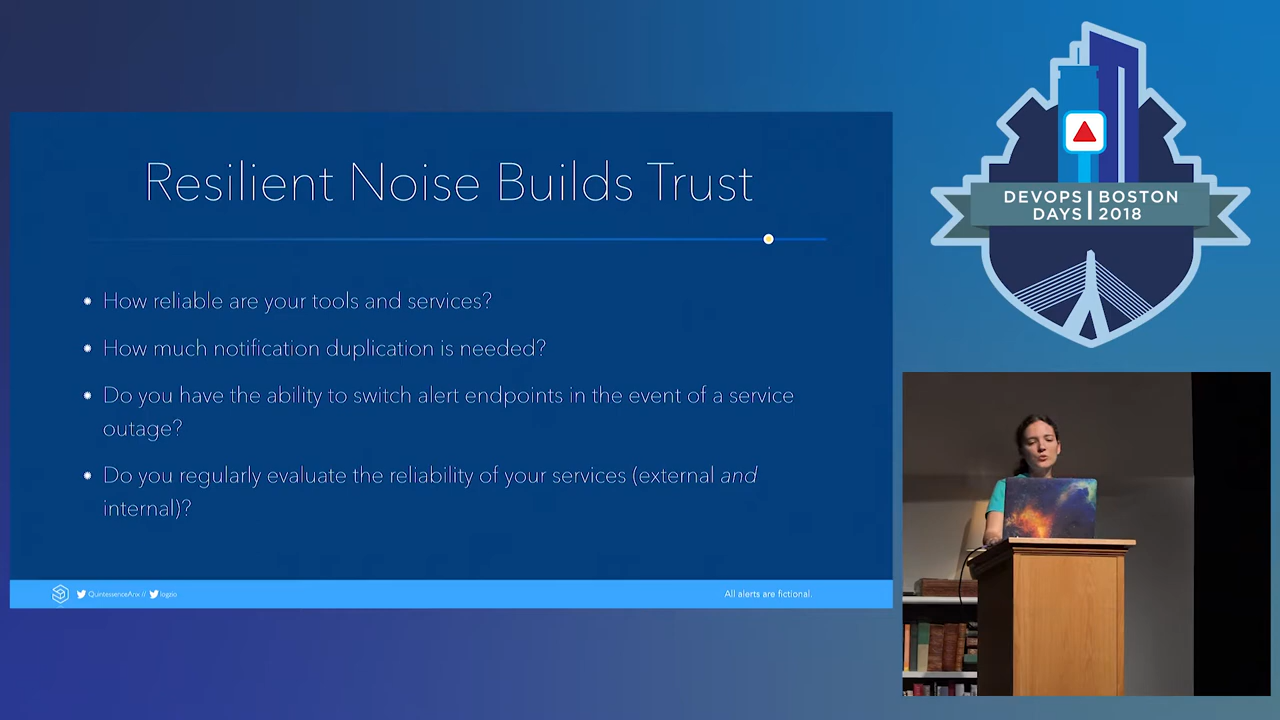 Resilient Noise Builds Trust
How reliable are your tools and services?
How much notification duplication is needed?
Do you have the ability to switch alert endpoints in the event of a service
outage?
Do you regularly evaluate the reliability of your services (external and
internal)?
QuintessenceAnx // logzio
All alerts are fictional.
DEVOPS BOSTON
DAYS 2018